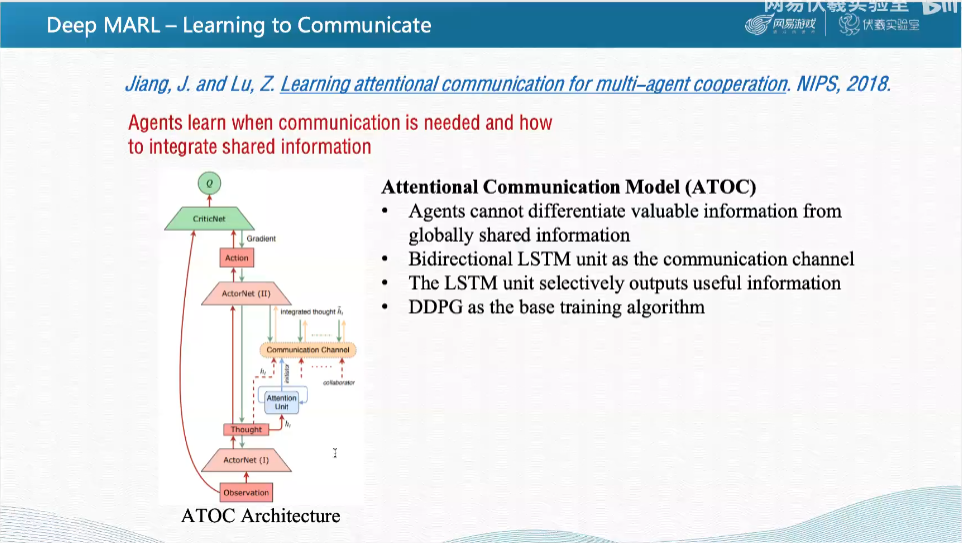 Deep MARL – Learning to Communicate
网易伏羲实验室
网易游戏
伏羲实验室
Jiang, J. and Lu, Z. Learning attentional communication for multi–agent cooperation. NIPS, 2018.
Agents learn when communication is needed and how
to integrate shared information
Q
CriticNet
Gradient
Action
ActorNet (II)
integrated thought h̃ᵢ
......
Communication Channel
hᵢ
initiator
......
collaborator
Attention
Unit
hᵢ
Thought
ActorNet (I)
Observation
ATOC Architecture
Attentional Communication Model (ATOC)
• Agents cannot differentiate valuable information from
globally shared information
• Bidirectional LSTM unit as the communication channel
• The LSTM unit selectively outputs useful information
• DDPG as the base training algorithm